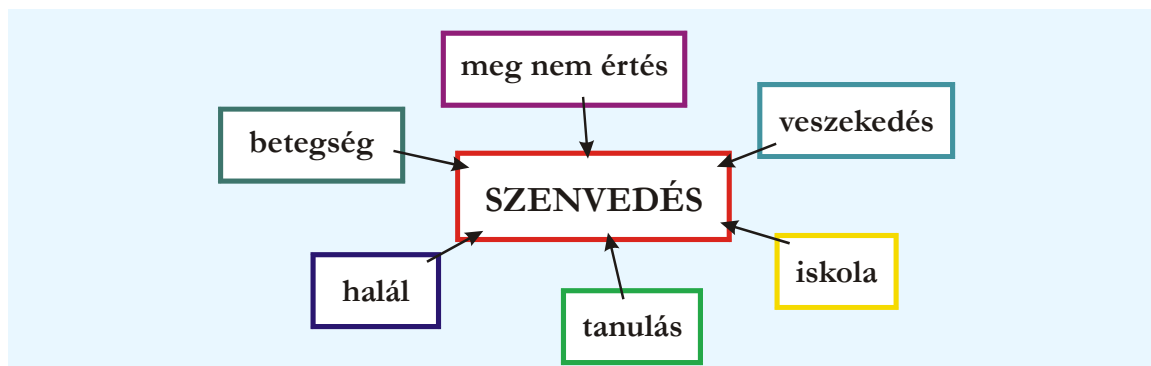 meg nem értés
veszekedés
betegség
SZENVEDÉS
iskola
halál
tanulás